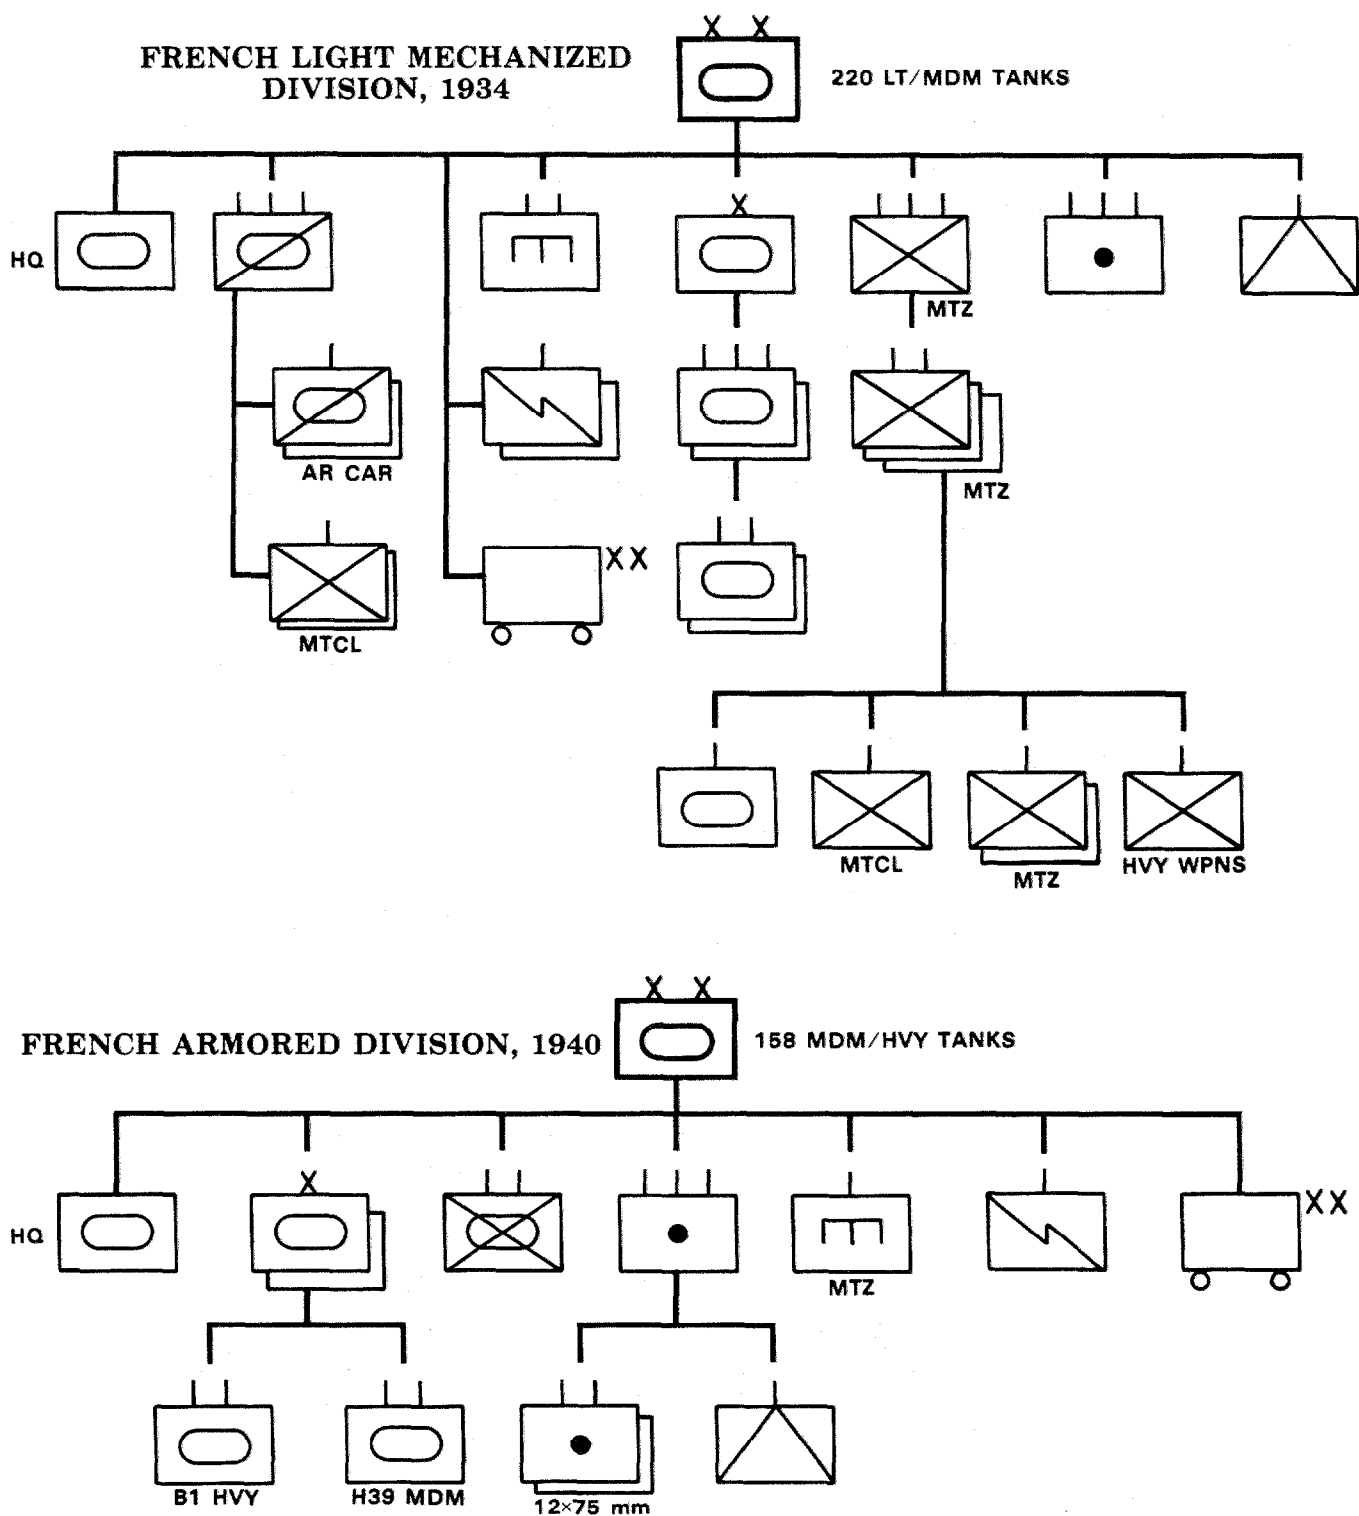 FRENCH LIGHT MECHANIZED
DIVISION, 1934
X X
220 LT/MDM TANKS
X
HQ
MTZ
AR CAR
MTZ
XX
MTCL
MTCL
MTZ
HVY WPNS
X X
FRENCH ARMORED DIVISION, 1940
158 MDM/HVY TANKS
X
XX
HQ
MTZ
B1 HVY
H39 MDM
12×75 mm